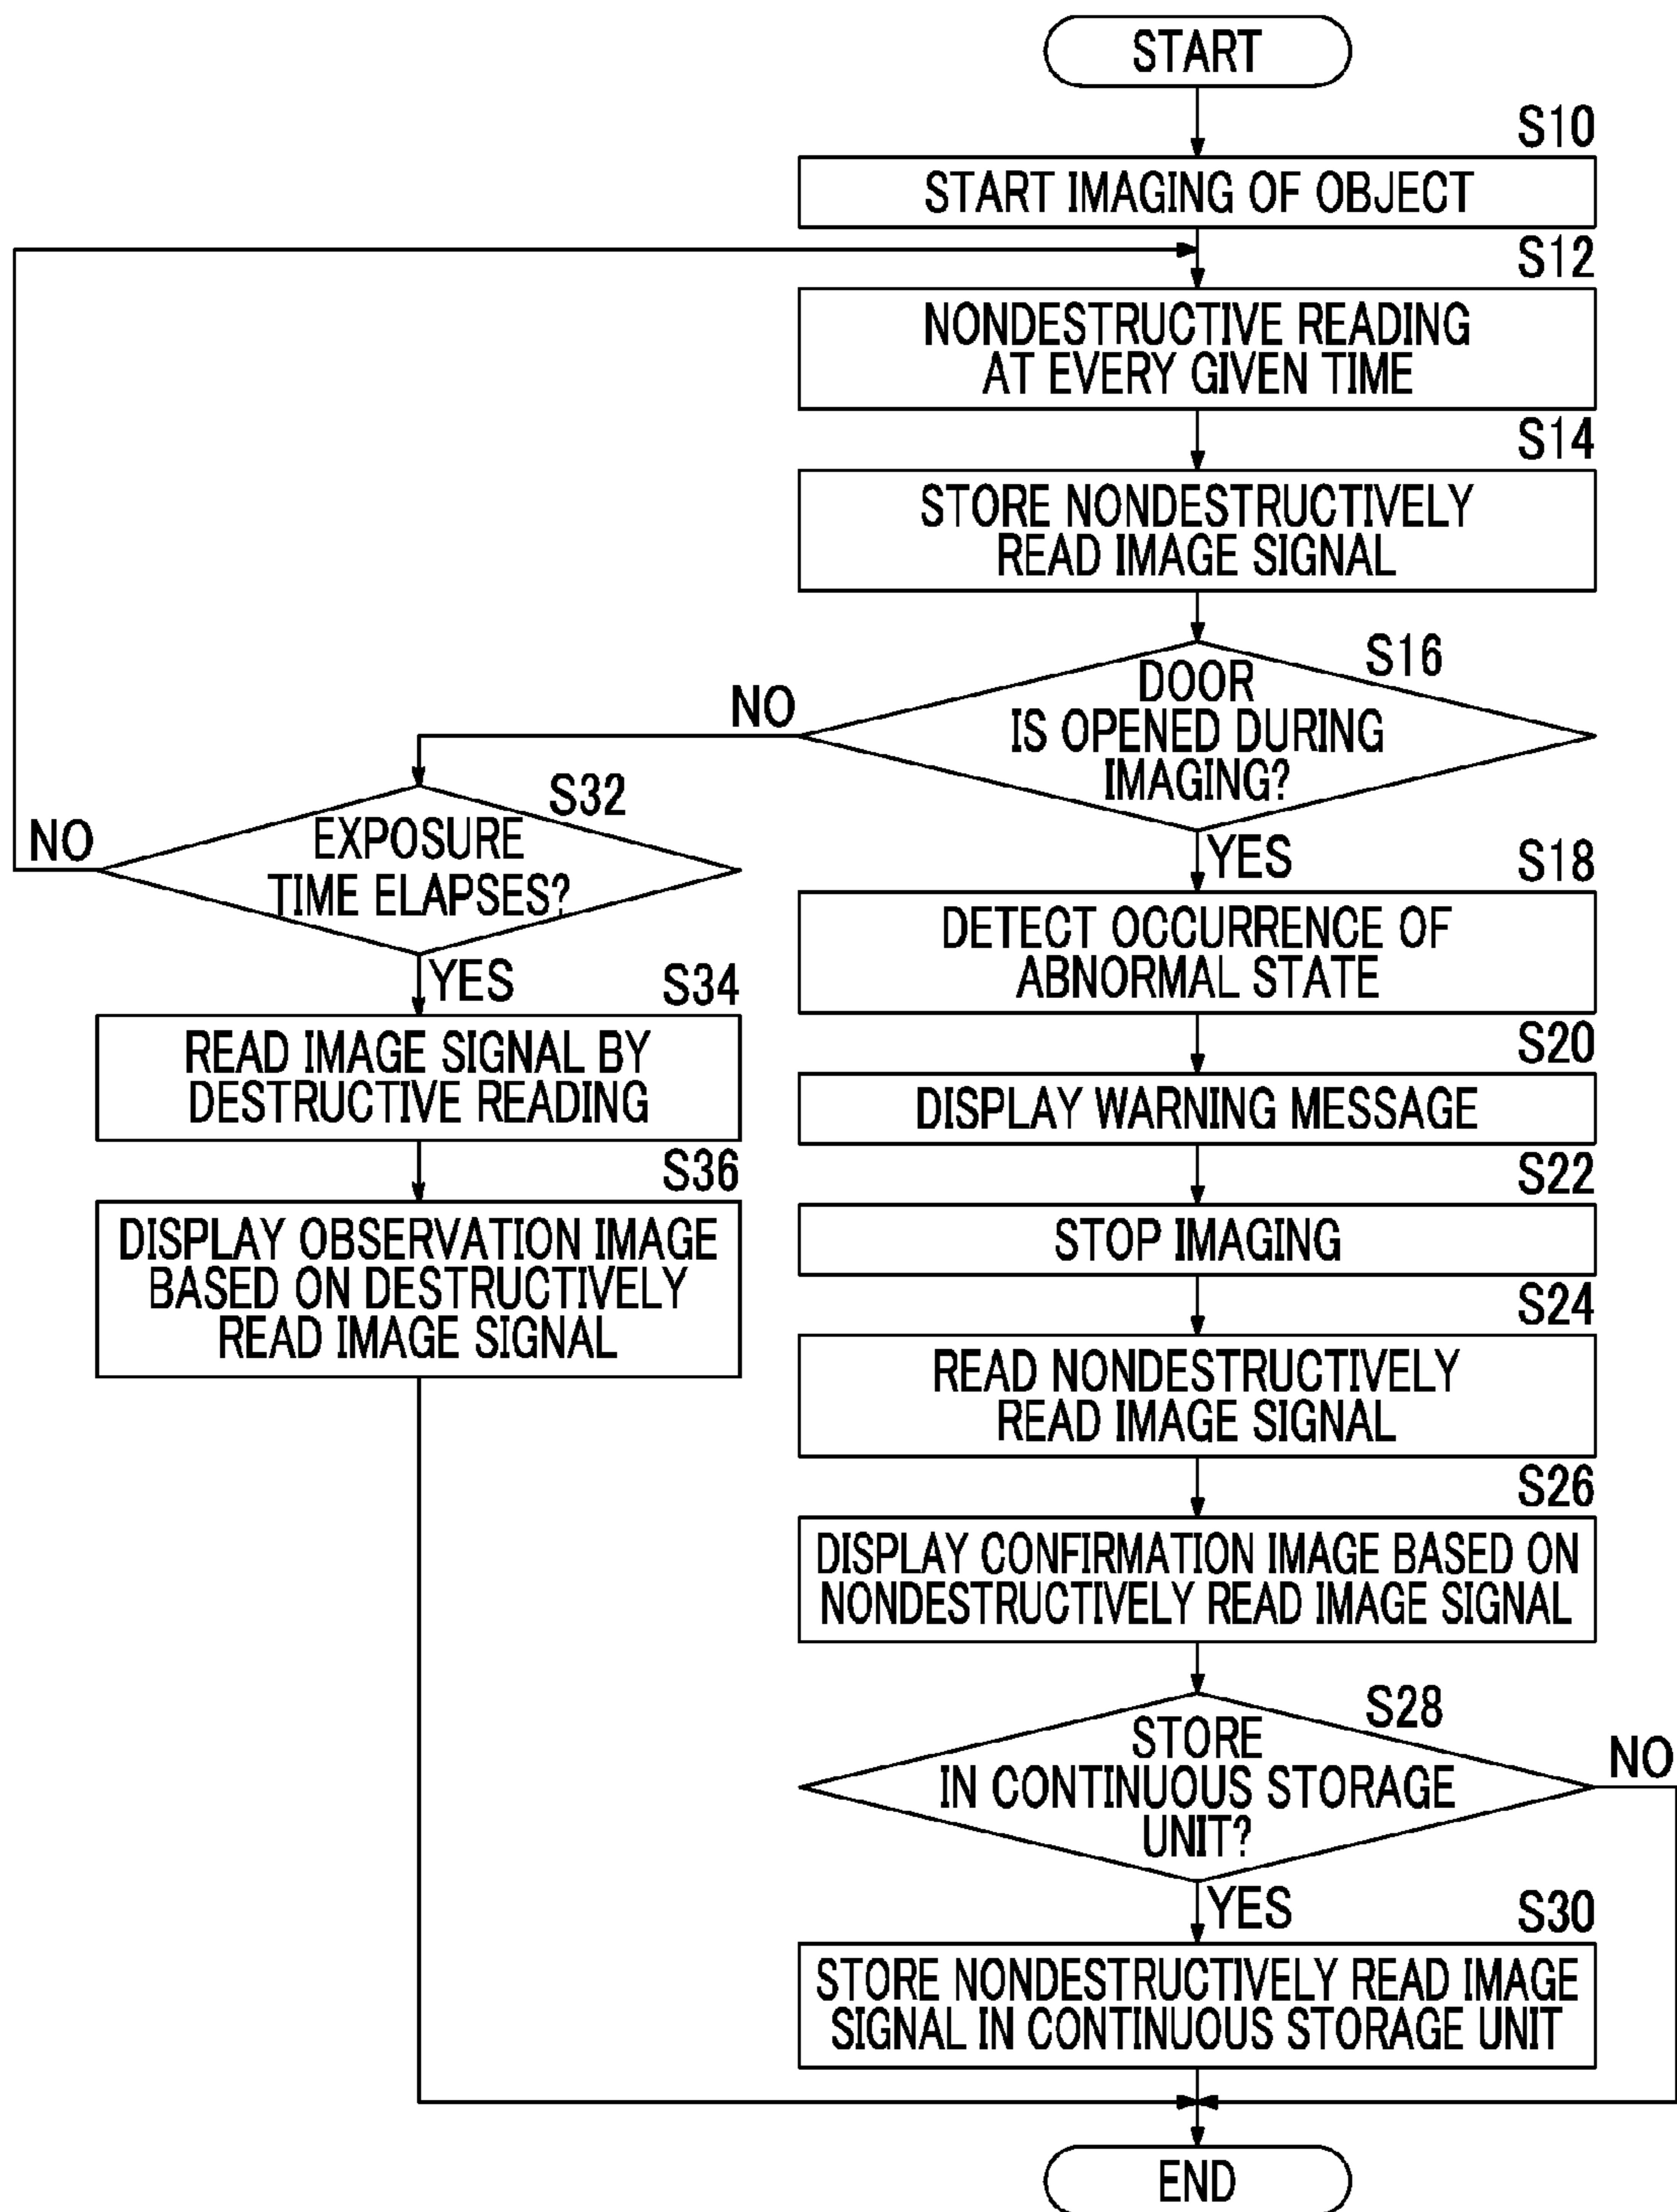 START
S10
START IMAGING OF OBJECT
S12
NONDESTRUCTIVE READING
AT EVERY GIVEN TIME
S14
STORE NONDESTRUCTIVELY
READ IMAGE SIGNAL
S16
DOOR
IS OPENED DURING
IMAGING?
NO
YES
S32
EXPOSURE
TIME ELAPSES?
NO
YES
S34
READ IMAGE SIGNAL BY
DESTRUCTIVE READING
S36
DISPLAY OBSERVATION IMAGE
BASED ON DESTRUCTIVELY
READ IMAGE SIGNAL
S18
DETECT OCCURRENCE OF
ABNORMAL STATE
S20
DISPLAY WARNING MESSAGE
S22
STOP IMAGING
S24
READ NONDESTRUCTIVELY
READ IMAGE SIGNAL
S26
DISPLAY CONFIRMATION IMAGE BASED ON
NONDESTRUCTIVELY READ IMAGE SIGNAL
S28
STORE
IN CONTINUOUS STORAGE
UNIT?
NO
YES
S30
STORE NONDESTRUCTIVELY READ IMAGE
SIGNAL IN CONTINUOUS STORAGE UNIT
END